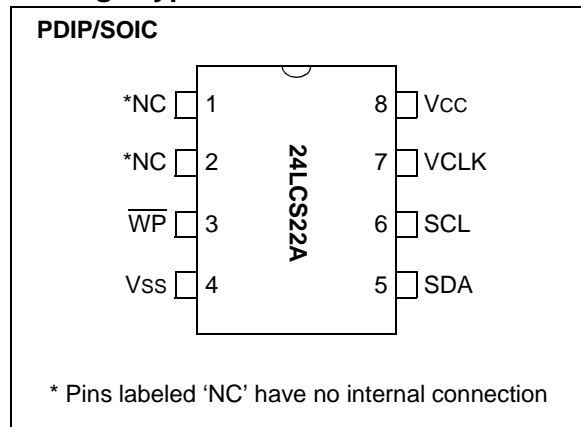 PDIP/SOIC
*NC 1 8 VCC
*NC 2 7 VCLK
WP 3 6 SCL
VSS 4 5 SDA
24LCS22A
* Pins labeled ‘NC’ have no internal connection